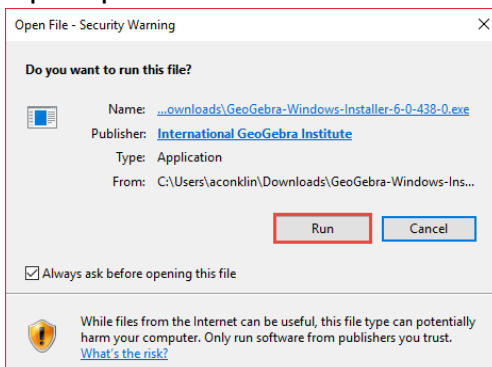 Open File - Security Warning
Do you want to run this file?
Name: ...ownloads\GeoGebra-Windows-Installer-6-0-438-0.exe
Publisher: International GeoGebra Institute
Type: Application
From: C:\Users\aconklin\Downloads\GeoGebra-Windows-Ins...
Run Cancel
Always ask before opening this file
While files from the Internet can be useful, this file type can potentially
harm your computer. Only run software from publishers you trust.
What's the risk?